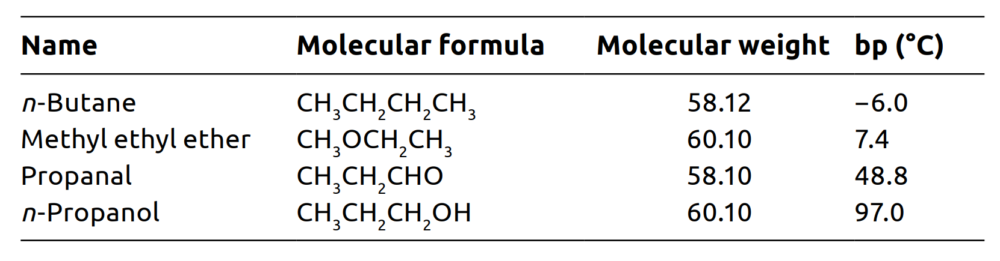 Name Molecular formula Molecular weight bp (°C)
n-Butane CH₃CH₂CH₂CH₃ 58.12 −6.0
Methyl ethyl ether CH₃OCH₂CH₃ 60.10 7.4
Propanal CH₃CH₂CHO 58.10 48.8
n-Propanol CH₃CH₂CH₂OH 60.10 97.0